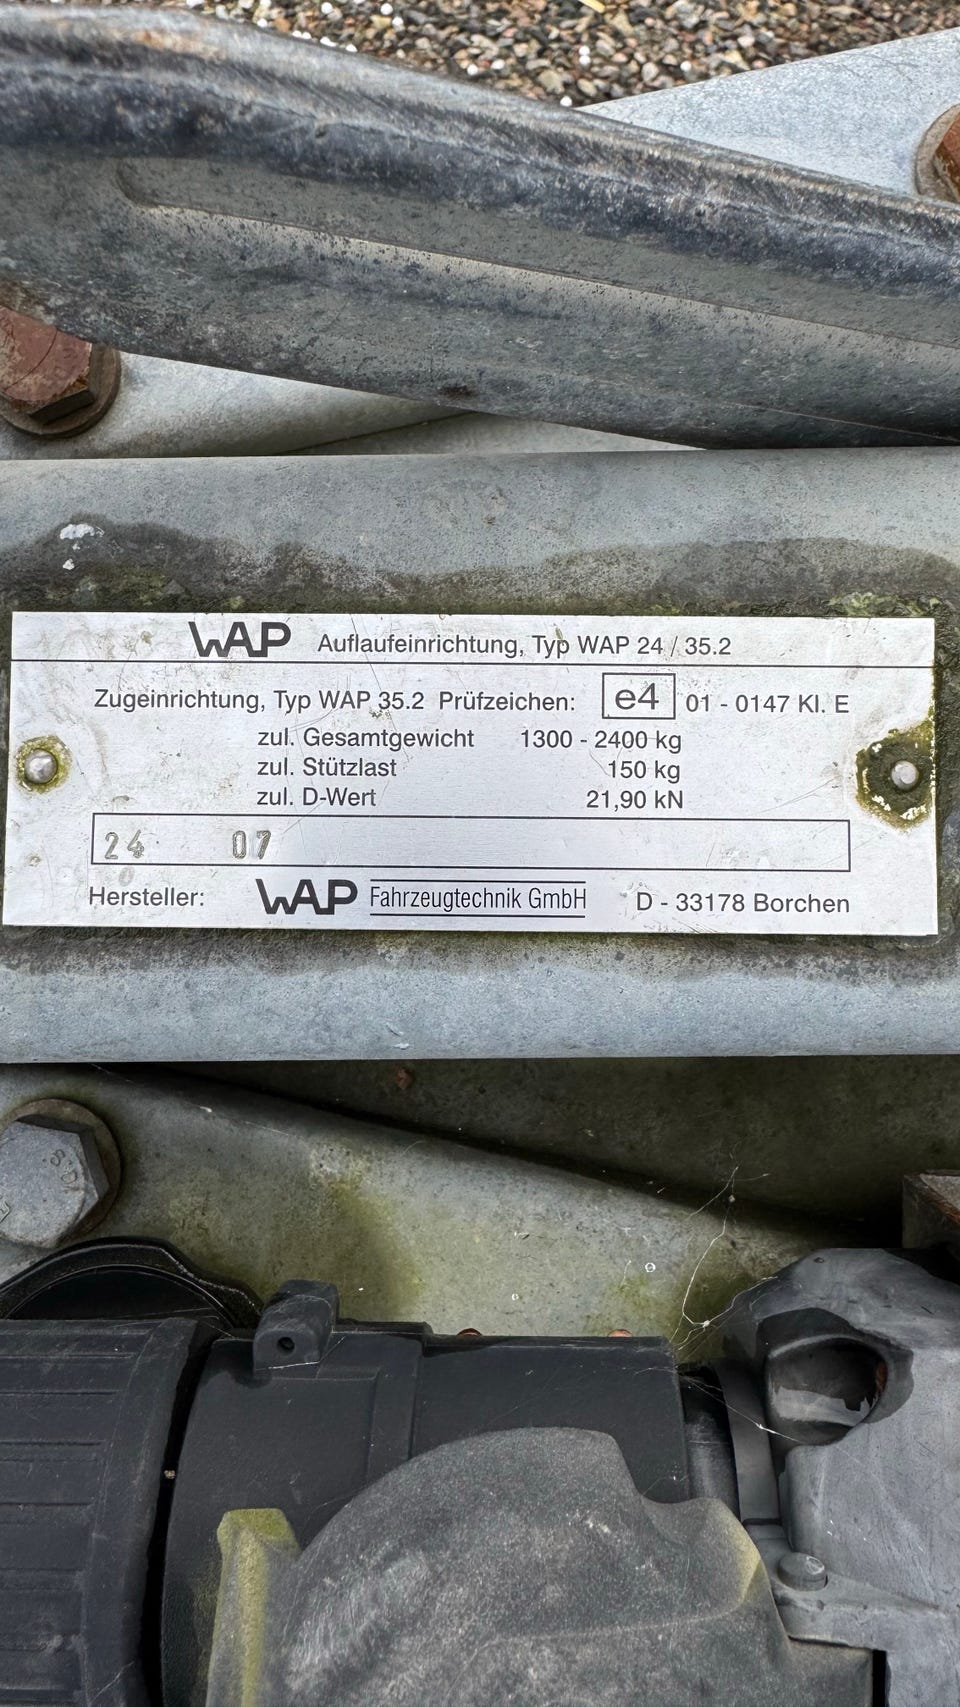 WAP Auflaufeinrichtung, Typ WAP 24 / 35.2
Zugeinrichtung, Typ WAP 35.2 Prüfzeichen: e4 01 - 0147 Kl. E
zul. Gesamtgewicht 1300 - 2400 kg
zul. Stützlast 150 kg
zul. D-Wert 21,90 kN
24 07
Hersteller: WAP Fahrzeugtechnik GmbH D - 33178 Borchen